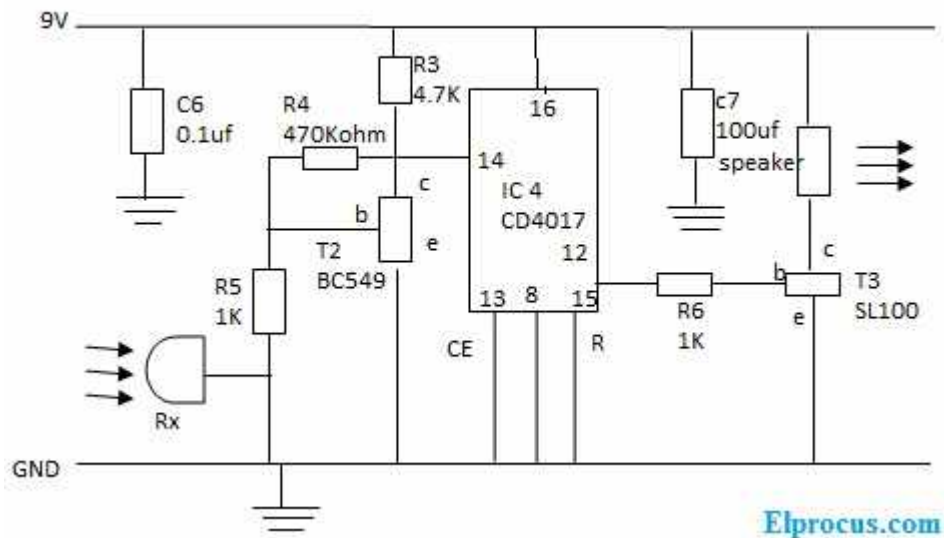 9V
C6
0.1uf
R3
4.7K
R4
470Kohm
16
14
IC 4
CD4017
12
13
8
15
c7
100uf
speaker
c
b
e
T2
BC549
R5
1K
CE
R
R6
1K
c
b
e
T3
SL100
Rx
GND
Elprocus.com